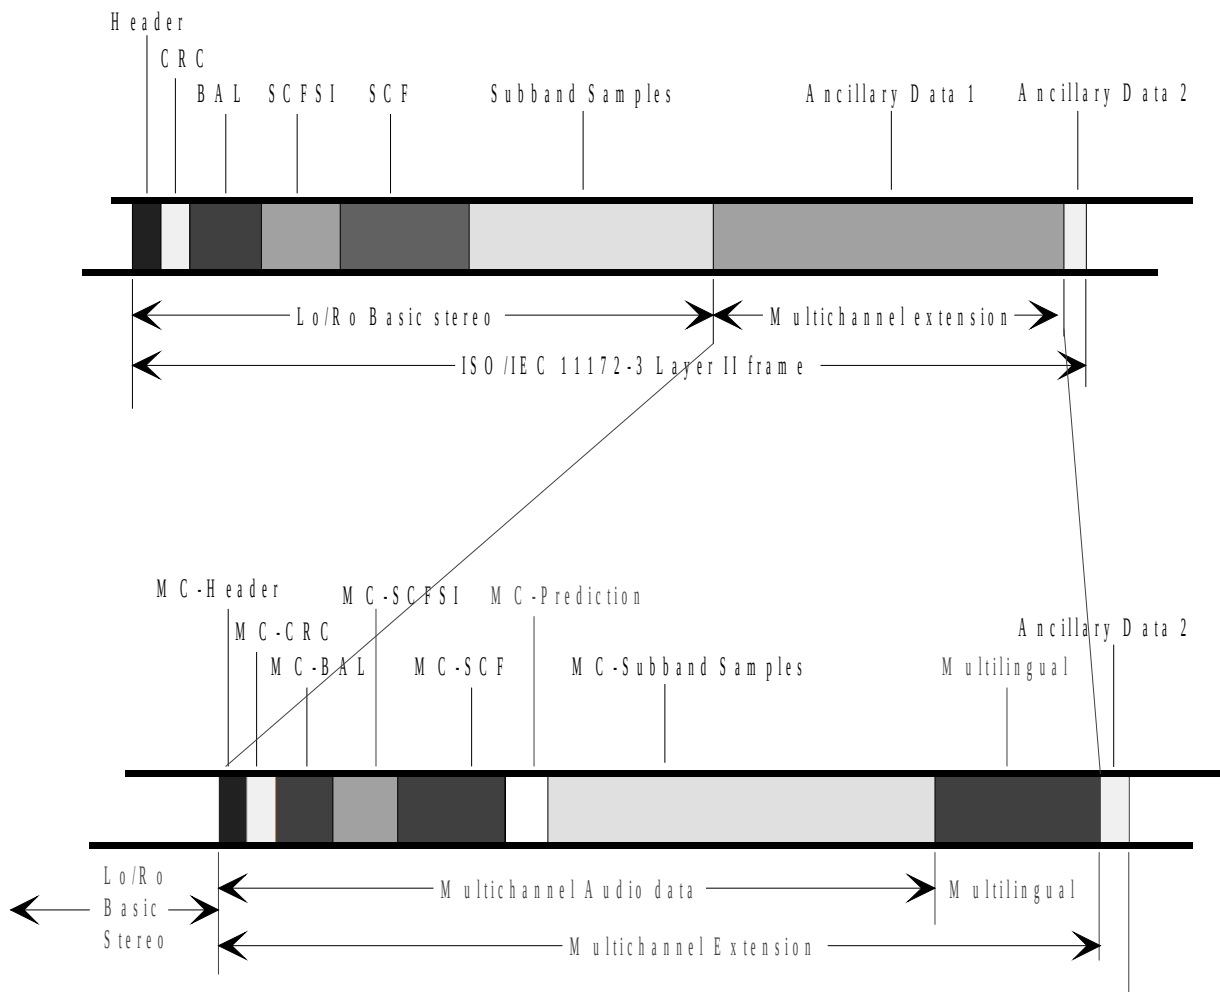 Header
CRC
BAL SCFSI SCF Subband Samples Ancillary Data 1 Ancillary Data 2
Lo/Ro Basic stereo Multichannel extension
ISO/IEC 11172-3 Layer II frame
MC-Header MC-SCFSI MC-Prediction
MC-CRC Ancillary Data 2
MC-BAL MC-SCF MC-Subband Samples Multilingual
Lo/Ro
Basic
Stereo
Multichannel Audio data Multilingual
Multichannel Extension